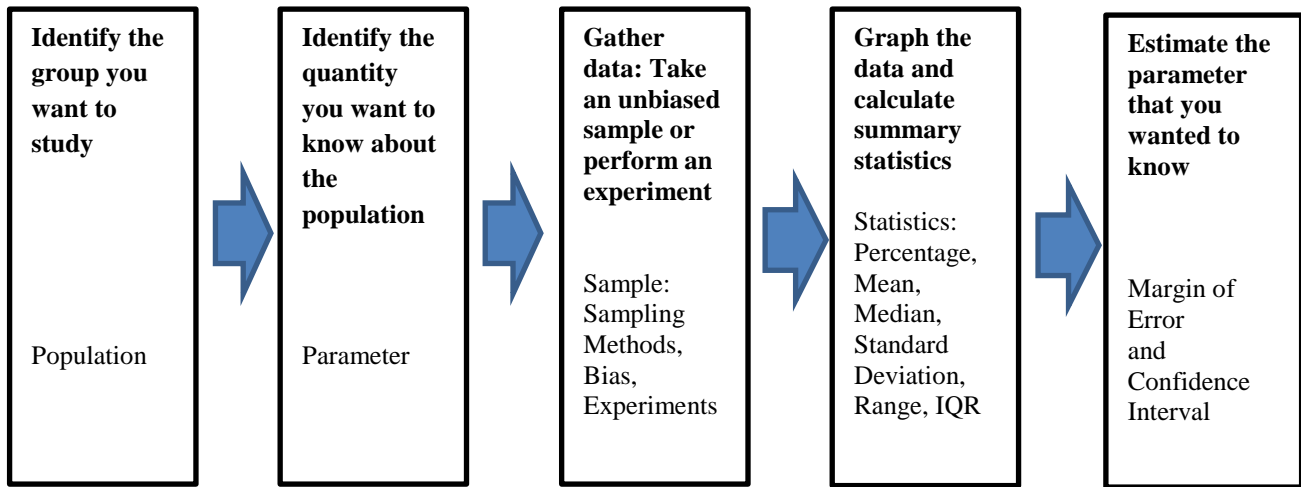 Identify the
group you
want to
study
Population
Identify the
quantity
you want to
know about
the
population
Parameter
Gather
data: Take
an unbiased
sample or
perform an
experiment
Sample:
Sampling
Methods,
Bias,
Experiments
Graph the
data and
calculate
summary
statistics
Statistics:
Percentage,
Mean,
Median,
Standard
Deviation,
Range, IQR
Estimate the
parameter
that you
wanted to
know
Margin of
Error
and
Confidence
Interval